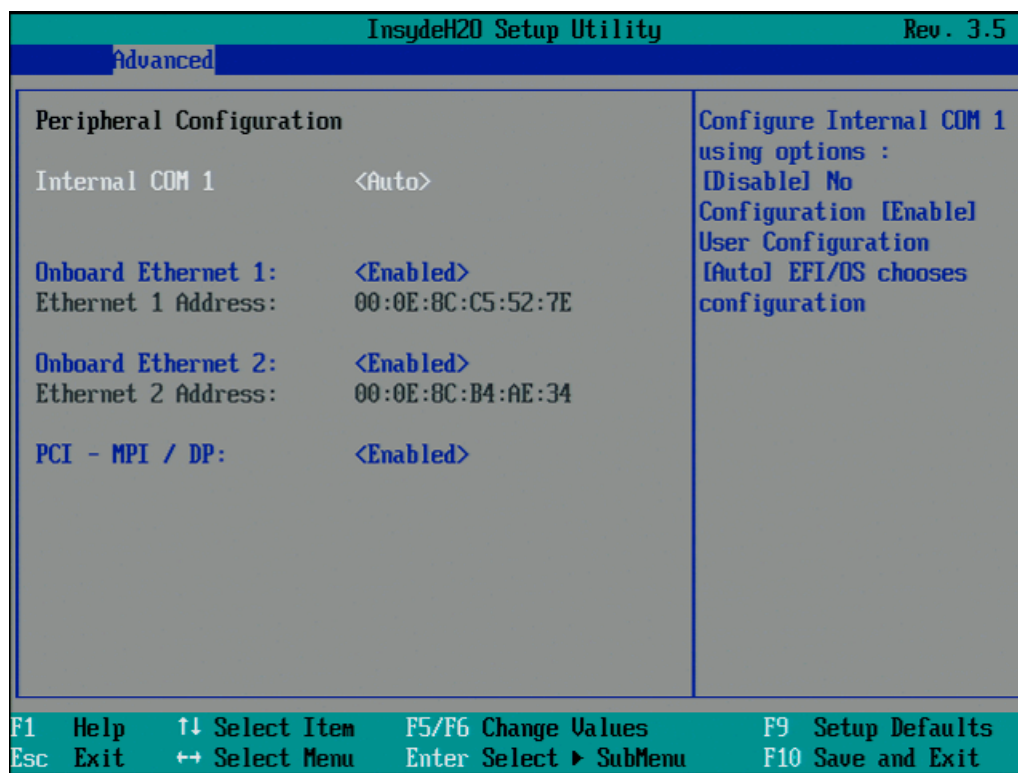 InsydeH2O Setup Utility Rev. 3.5
Advanced
Peripheral Configuration
Internal COM 1 <Auto>
Onboard Ethernet 1: <Enabled>
Ethernet 1 Address: 00:0E:8C:C5:52:7E
Onboard Ethernet 2: <Enabled>
Ethernet 2 Address: 00:0E:8C:B4:AE:34
PCI - MPI / DP: <Enabled>
Configure Internal COM 1
using options :
[Disable] No
Configuration [Enable]
User Configuration
[Auto] EFI/OS chooses
configuration
F1 Help ↑↓ Select Item F5/F6 Change Values F9 Setup Defaults
Esc Exit ↔ Select Menu Enter Select ▶ SubMenu F10 Save and Exit